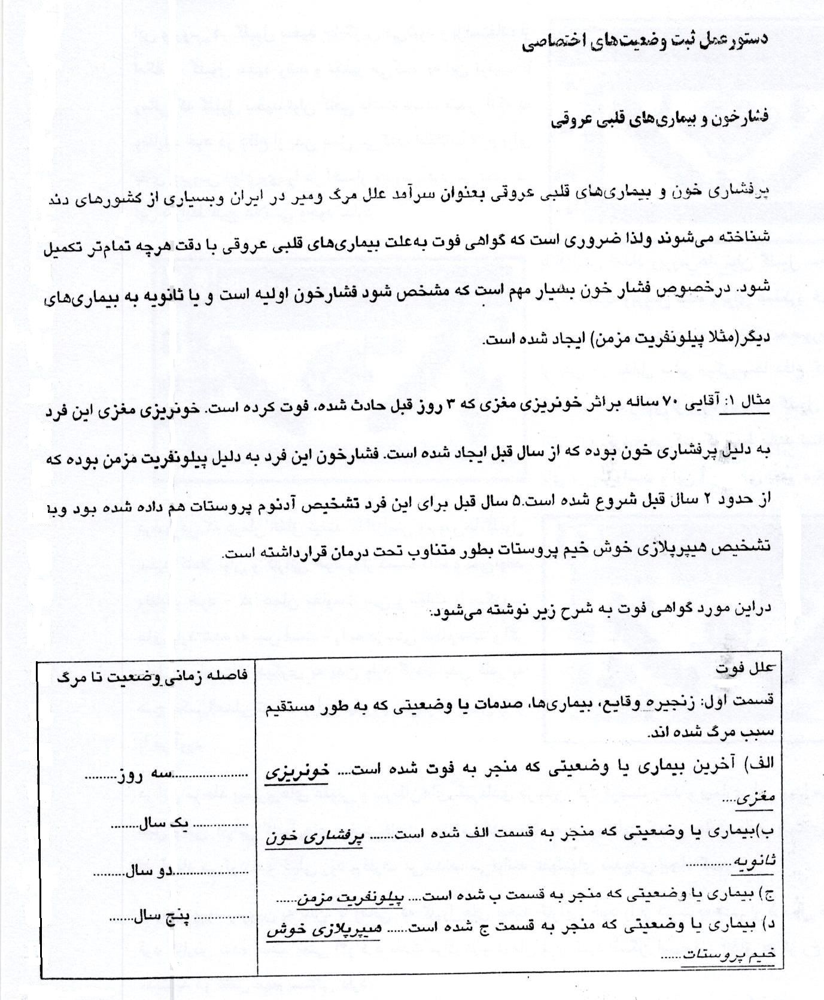 دستورعمل ثبت وضعیت‌های اختصاصی
فشارخون و بیماری‌های قلبی عروقی
پرفشاری خون و بیماری‌های قلبی عروقی بعنوان سرآمد علل مرگ ومیر در ایران وبسیاری از کشورهای دند
شناخته می‌شوند ولذا ضروری است که گواهی فوت به‌علت بیماری‌های قلبی عروقی با دقت هرچه تمام‌تر تکمیل
شود. درخصوص فشار خون بسیار مهم است که مشخص شود فشارخون اولیه است و یا ثانویه به بیماری‌های
دیگر(مثلا پیلونفریت مزمن) ایجاد شده است.
مثال ۱: آقایی ۷۰ ساله براثر خونریزی مغزی که ۳ روز قبل حادث شده، فوت کرده است. خونریزی مغزی این فرد
به دلیل پرفشاری خون بوده که از سال قبل ایجاد شده است. فشارخون این فرد به دلیل پیلونفریت مزمن بوده که
از حدود ۲ سال قبل شروع شده است.۵ سال قبل برای این فرد تشخیص آدنوم پروستات هم داده شده بود وبه
تشخیص هیپرپلازی خوش خیم پروستات بطور متناوب تحت درمان قرارداشته است.
دراین مورد گواهی فوت به شرح زیر نوشته می‌شود:
علل فوت
قسمت اول: زنجیره وقایع، بیماری‌ها، صدمات یا وضعیتی که به طور مستقیم
سبب مرگ شده اند.
الف) آخرین بیماری یا وضعیتی که منجر به فوت شده است.... خونریزی
مغزی....
ب)بیماری یا وضعیتی که منجر به قسمت الف شده است....... پرفشاری خون
ثانویه.............
ج) بیماری یا وضعیتی که منجر به قسمت ب شده است.... پیلونفریت مزمن......
د) بیماری یا وضعیتی که منجر به قسمت ج شده است...... هیپرپلازی خوش
خیم پروستات......
فاصله زمانی وضعیت تا مرگ
.....................سه روز.........
............... یک سال........
.....................دو سال.........
............... پنج سال.......